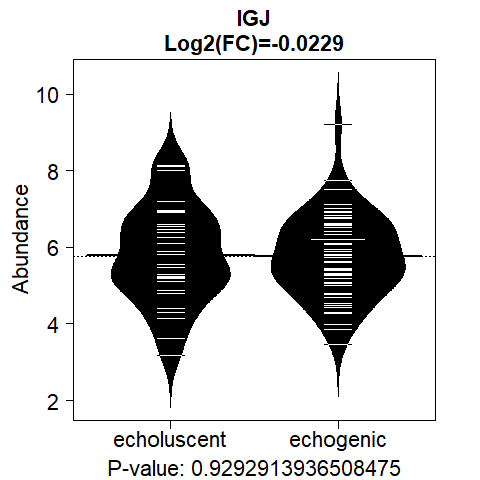 IGJ
Log2(FC)=-0.0229
Abundance
10
8
6
4
2
echoluscent echogenic
P-value: 0.9292913936508475